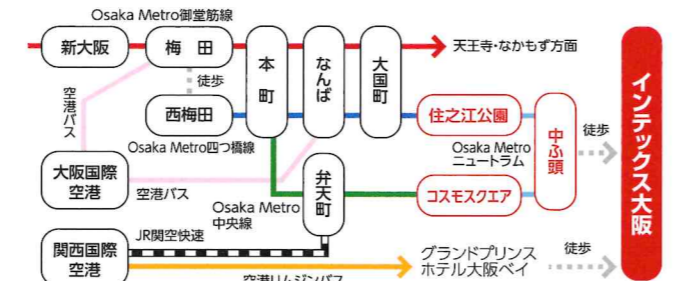 Osaka Metro御堂筋線
新大阪
梅 田
本町
なんば
大国町
天王寺・なかもず方面
空港バス
徒歩
西梅田
住之江公園
Osaka Metro四つ橋線
Osaka Metro
ニュートラム
中ふ頭
徒歩
インテックス大阪
大阪国際
空港
空港バス
Osaka Metro
中央線
弁天町
コスモスクエア
JR関空快速
関西国際
空港
グランドプリンス
ホテル大阪ベイ
徒歩
空港リムジンバス